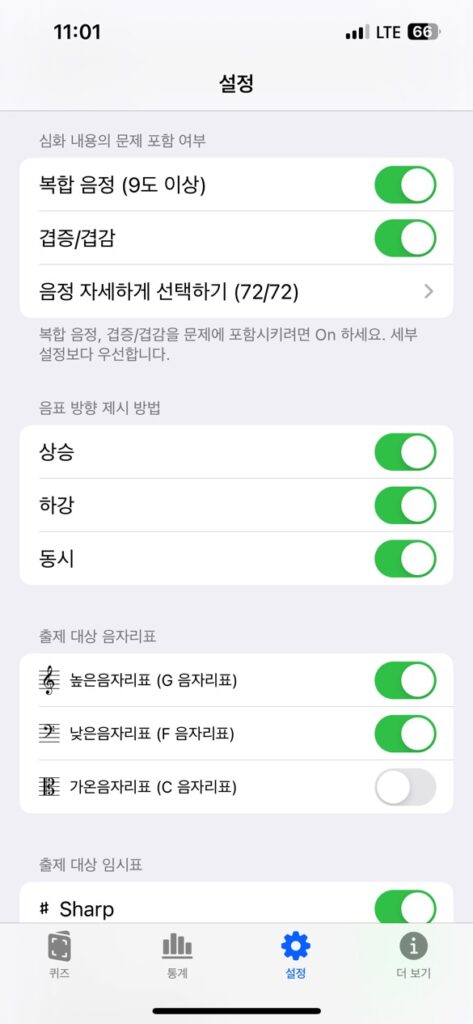 11:01
LTE 66
설정
심화 내용의 문제 포함 여부
복합 음정 (9도 이상)
겹증/겹감
음정 자세하게 선택하기 (72/72)
복합 음정, 겹증/겹감을 문제에 포함시키려면 On 하세요. 세부
설정보다 우선합니다.
음표 방향 제시 방법
상승
하강
동시
출제 대상 음자리표
높은음자리표 (G 음자리표)
낮은음자리표 (F 음자리표)
가온음자리표 (C 음자리표)
출제 대상 임시표
# Sharp
퀴즈
통계
설정
더 보기